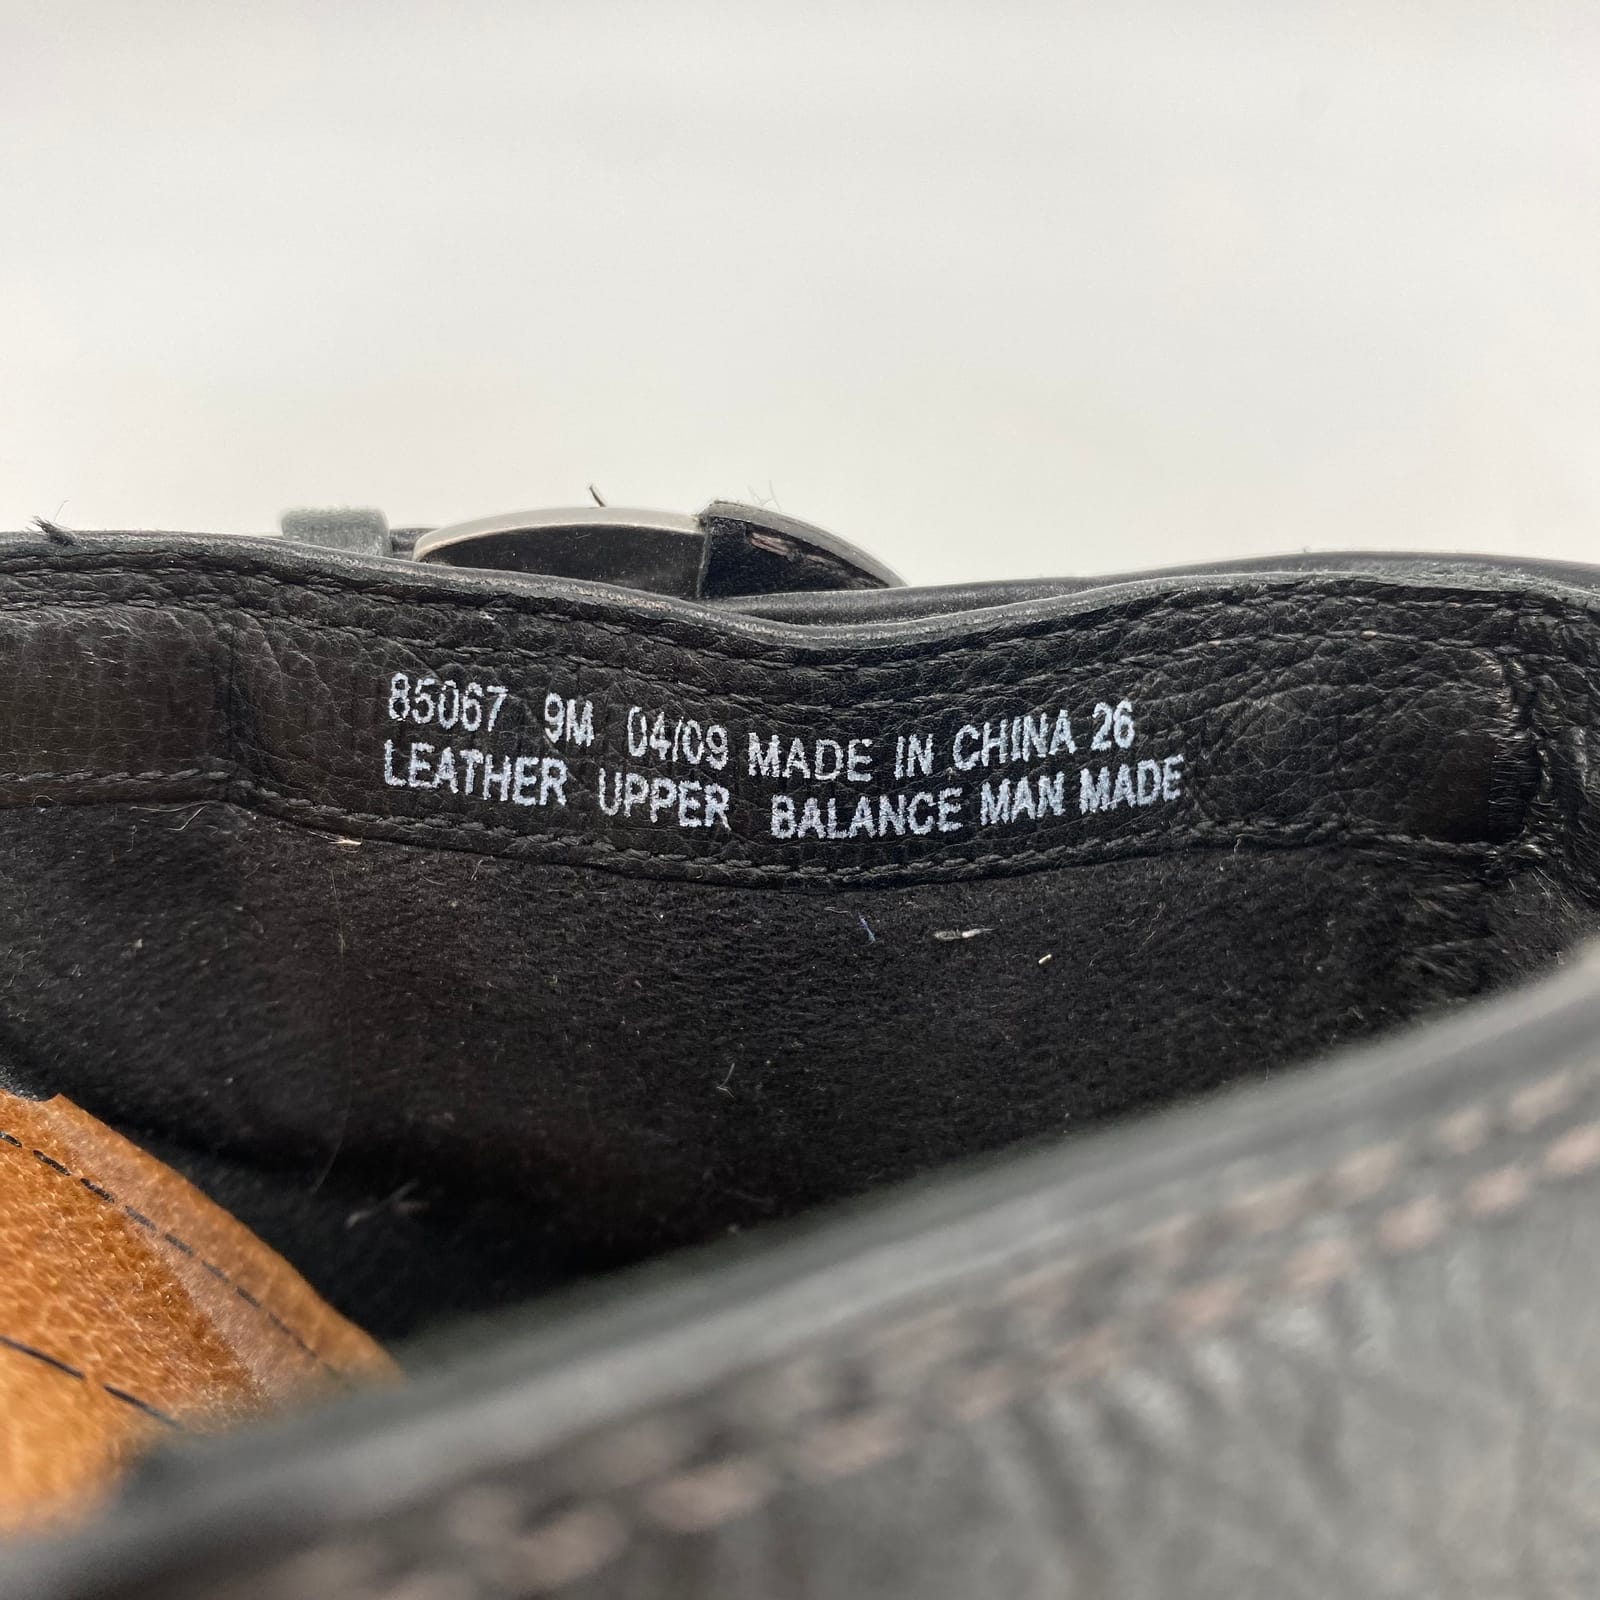 85067 9M 04/09 MADE IN CHINA 26
LEATHER UPPER BALANCE MAN MADE